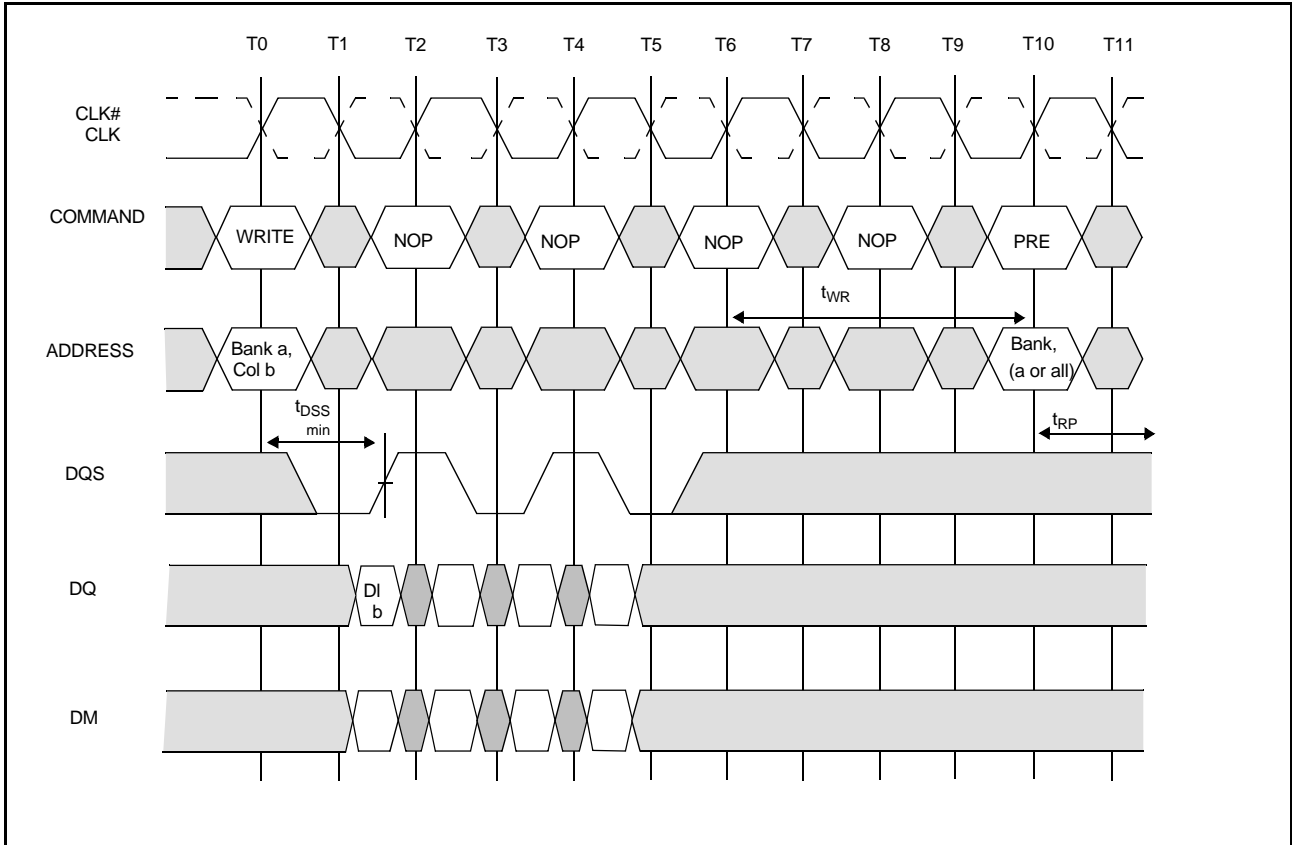 T0 T1 T2 T3 T4 T5 T6 T7 T8 T9 T10 T11
CLK#
CLK
COMMAND
WRITE NOP NOP NOP NOP PRE
tWR
ADDRESS
Bank a,
Col b
Bank,
(a or all)
tDSS
min
tRP
DQS
DQ
DI
b
DM